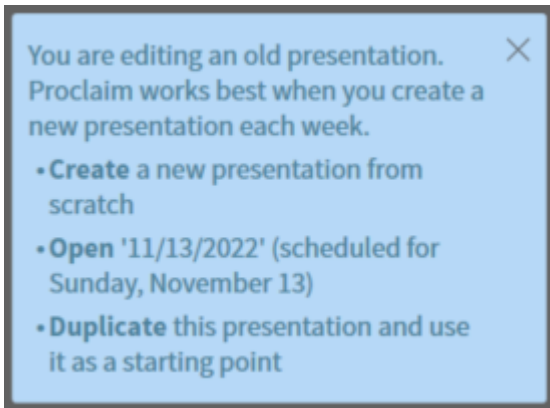 You are editing an old presentation.
Proclaim works best when you create a
new presentation each week.
• Create a new presentation from
scratch
• Open '11/13/2022' (scheduled for
Sunday, November 13)
• Duplicate this presentation and use
it as a starting point